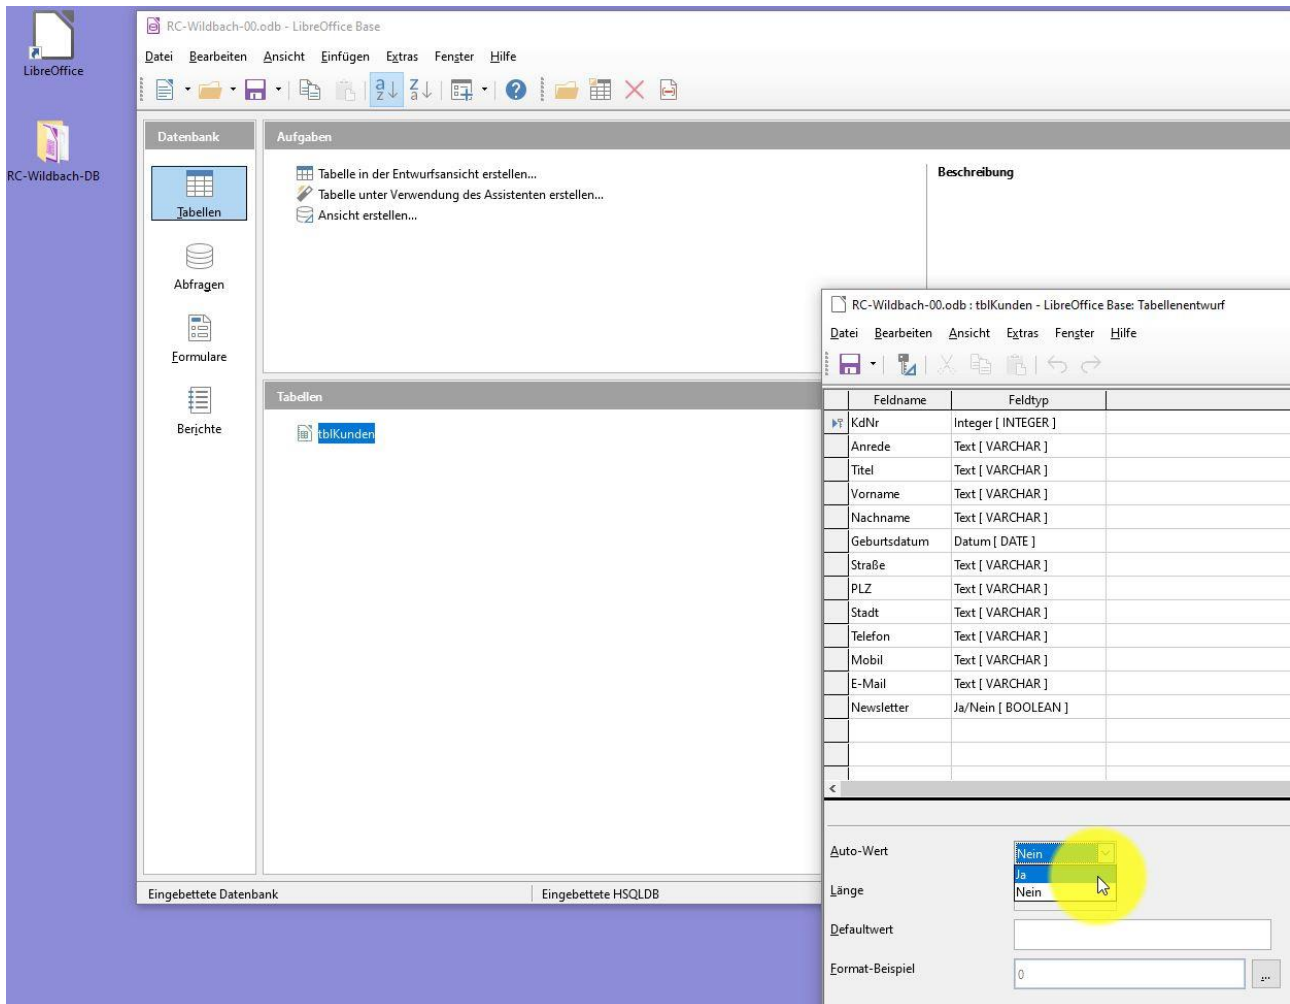 LibreOffice
RC-Wildbach-DB
RC-Wildbach-00.odb - LibreOffice Base
Datei Bearbeiten Ansicht Einfügen Extras Fenster Hilfe
Datenbank
Aufgaben
Tabellen
Abfragen
Formulare
Berichte
Tabelle in der Entwurfsansicht erstellen...
Tabelle unter Verwendung des Assistenten erstellen...
Ansicht erstellen...
Beschreibung
Tabellen
tblKunden
Eingebettete Datenbank
Eingebettete HSQLDB
RC-Wildbach-00.odb : tblKunden - LibreOffice Base: Tabellenentwurf
Datei Bearbeiten Ansicht Extras Fenster Hilfe
Feldname Feldtyp
KdNr Integer [ INTEGER ]
Anrede Text [ VARCHAR ]
Titel Text [ VARCHAR ]
Vorname Text [ VARCHAR ]
Nachname Text [ VARCHAR ]
Geburtsdatum Datum [ DATE ]
Straße Text [ VARCHAR ]
PLZ Text [ VARCHAR ]
Stadt Text [ VARCHAR ]
Telefon Text [ VARCHAR ]
Mobil Text [ VARCHAR ]
E-Mail Text [ VARCHAR ]
Newsletter Ja/Nein [ BOOLEAN ]
Auto-Wert Nein
Ja
Länge Nein
Defaultwert
Format-Beispiel 0 ...